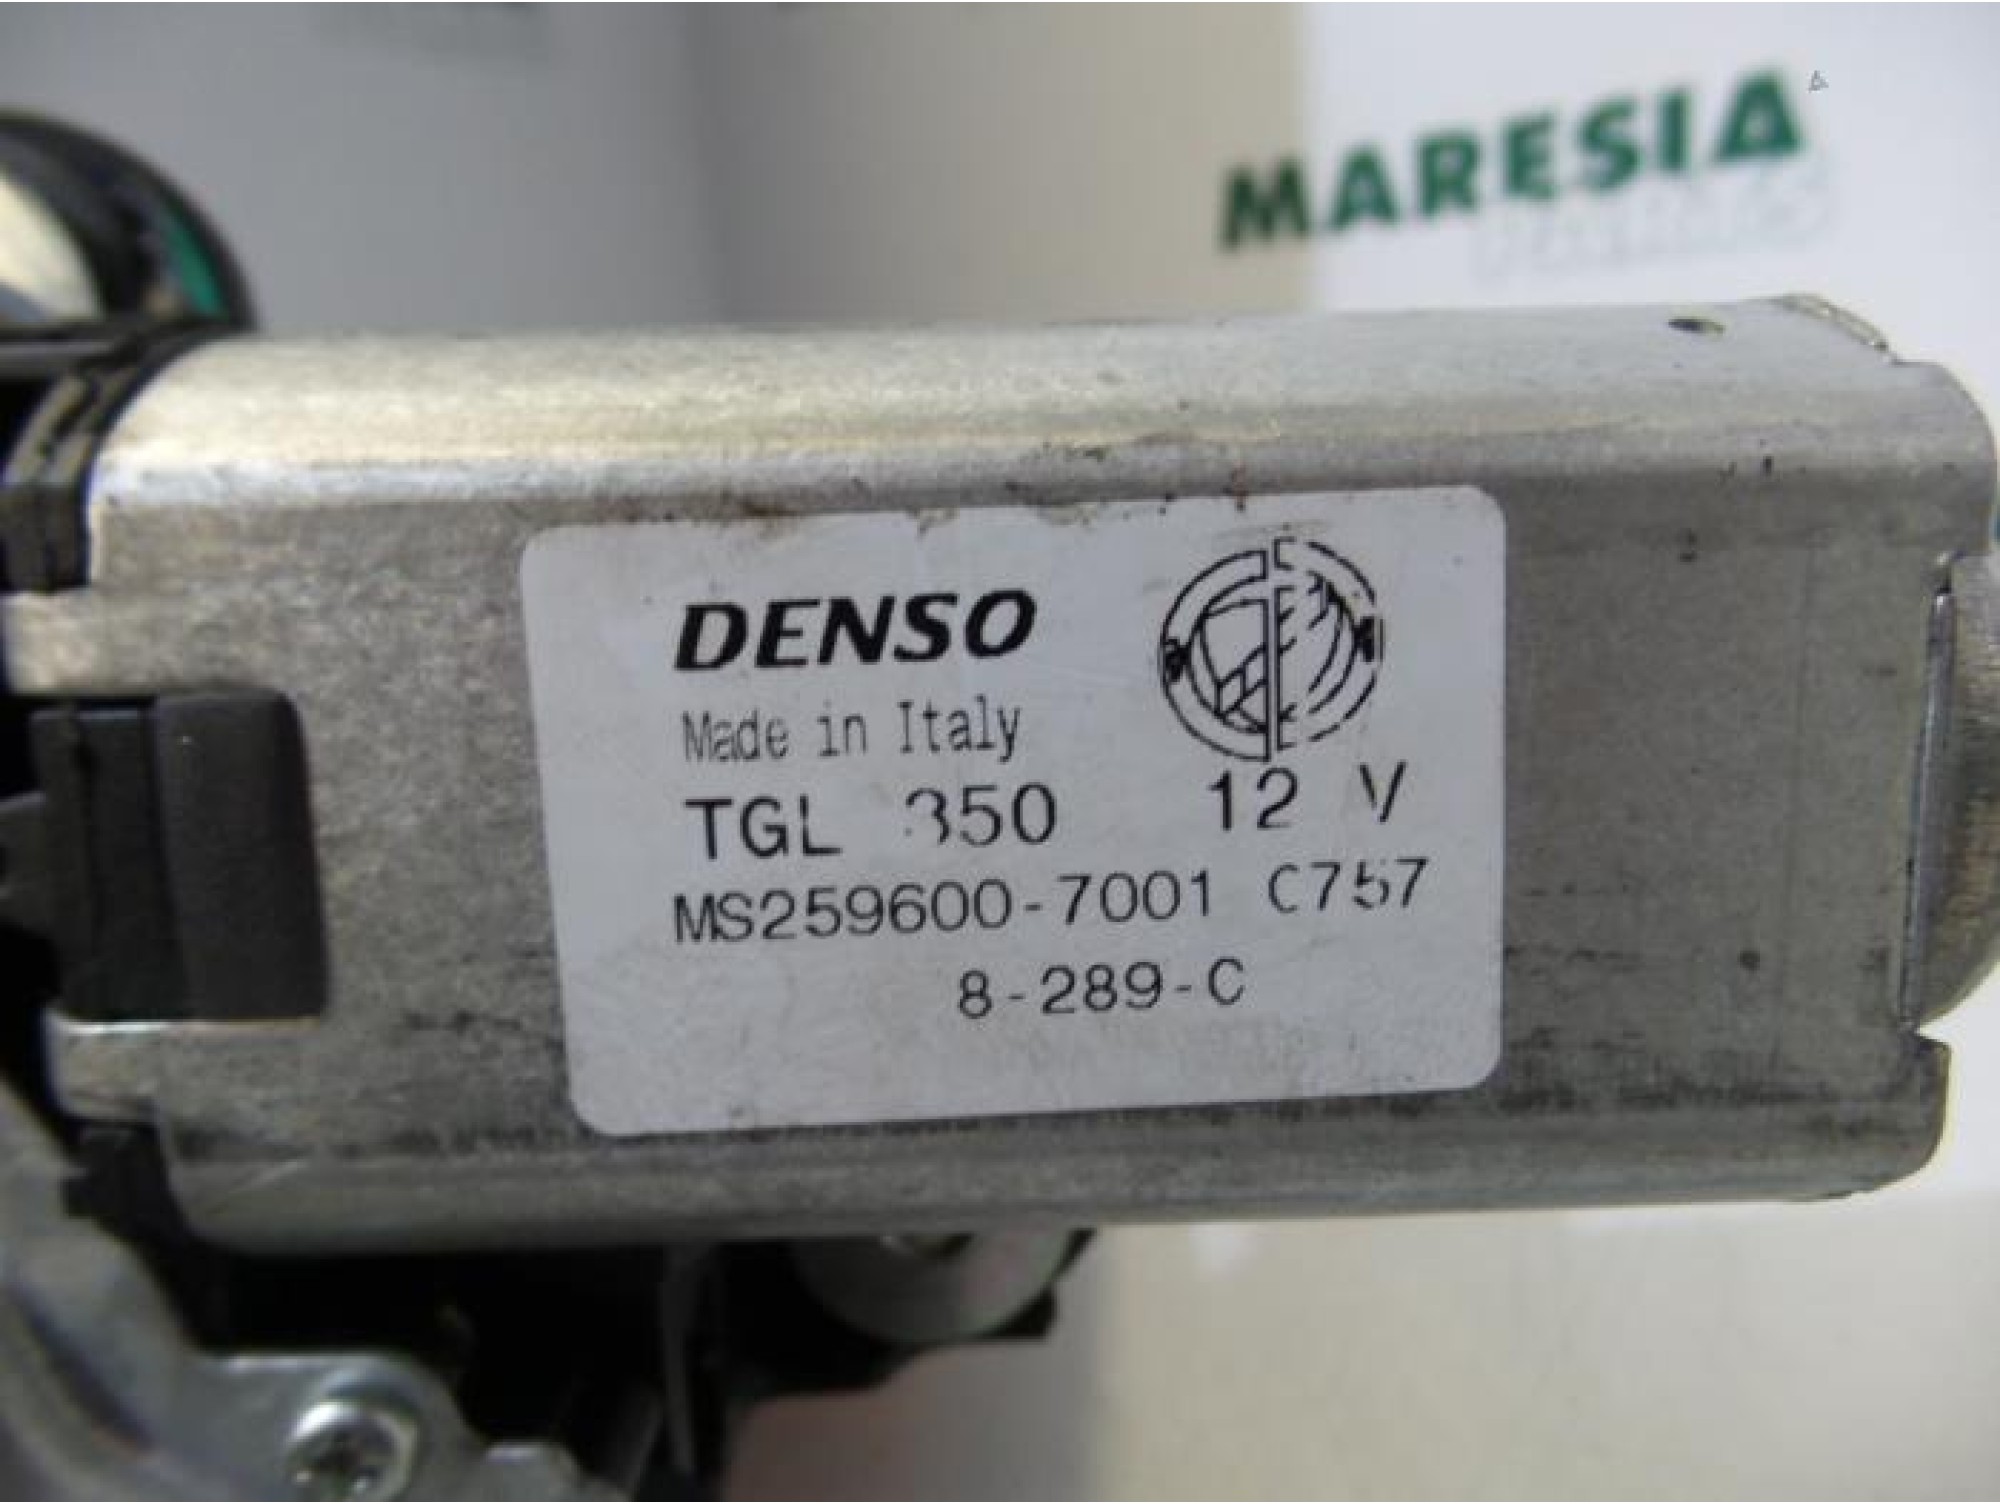 MARESIA
DENSO
Made in Italy
TGL 350 12 V
MS259600-7001 C757
8-289-C